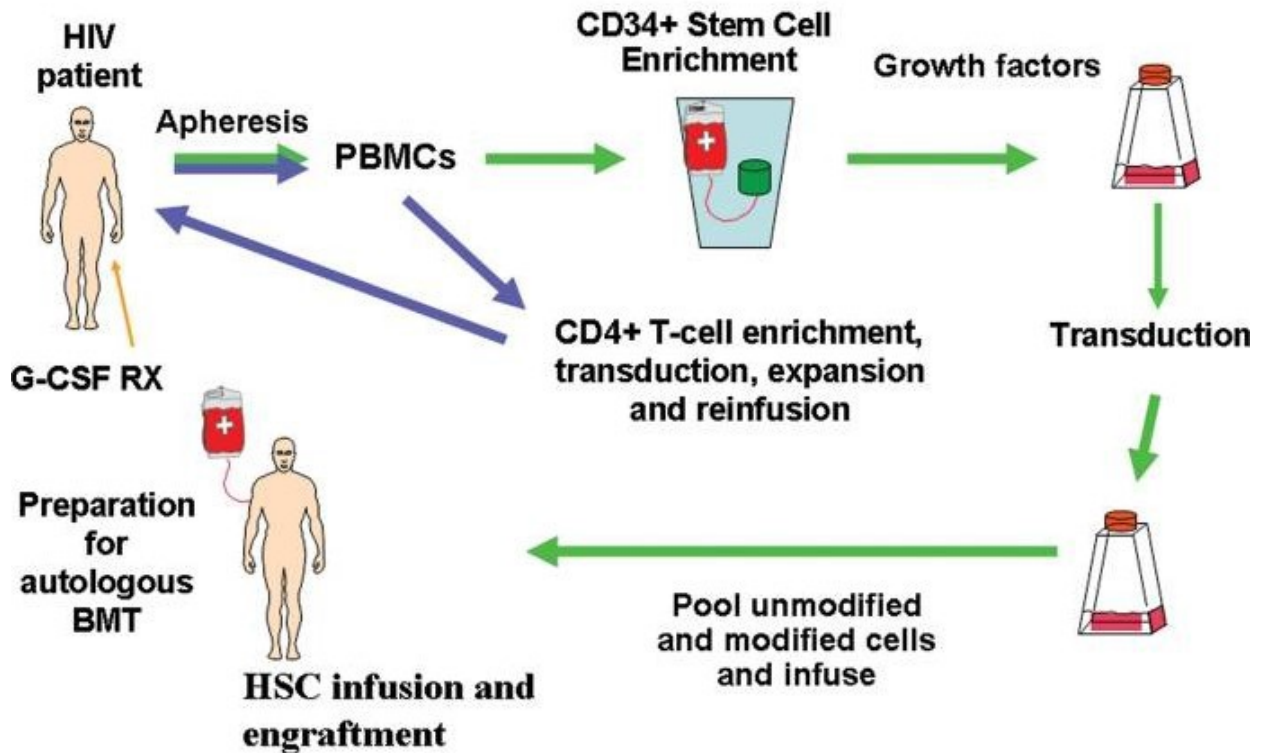 HIV
patient
Apheresis
PBMCs
CD34+ Stem Cell
Enrichment
Growth factors
Transduction
CD4+ T-cell enrichment,
transduction, expansion
and reinfusion
G-CSF RX
Preparation
for
autologous
BMT
Pool unmodified
and modified cells
and infuse
HSC infusion and
engraftment